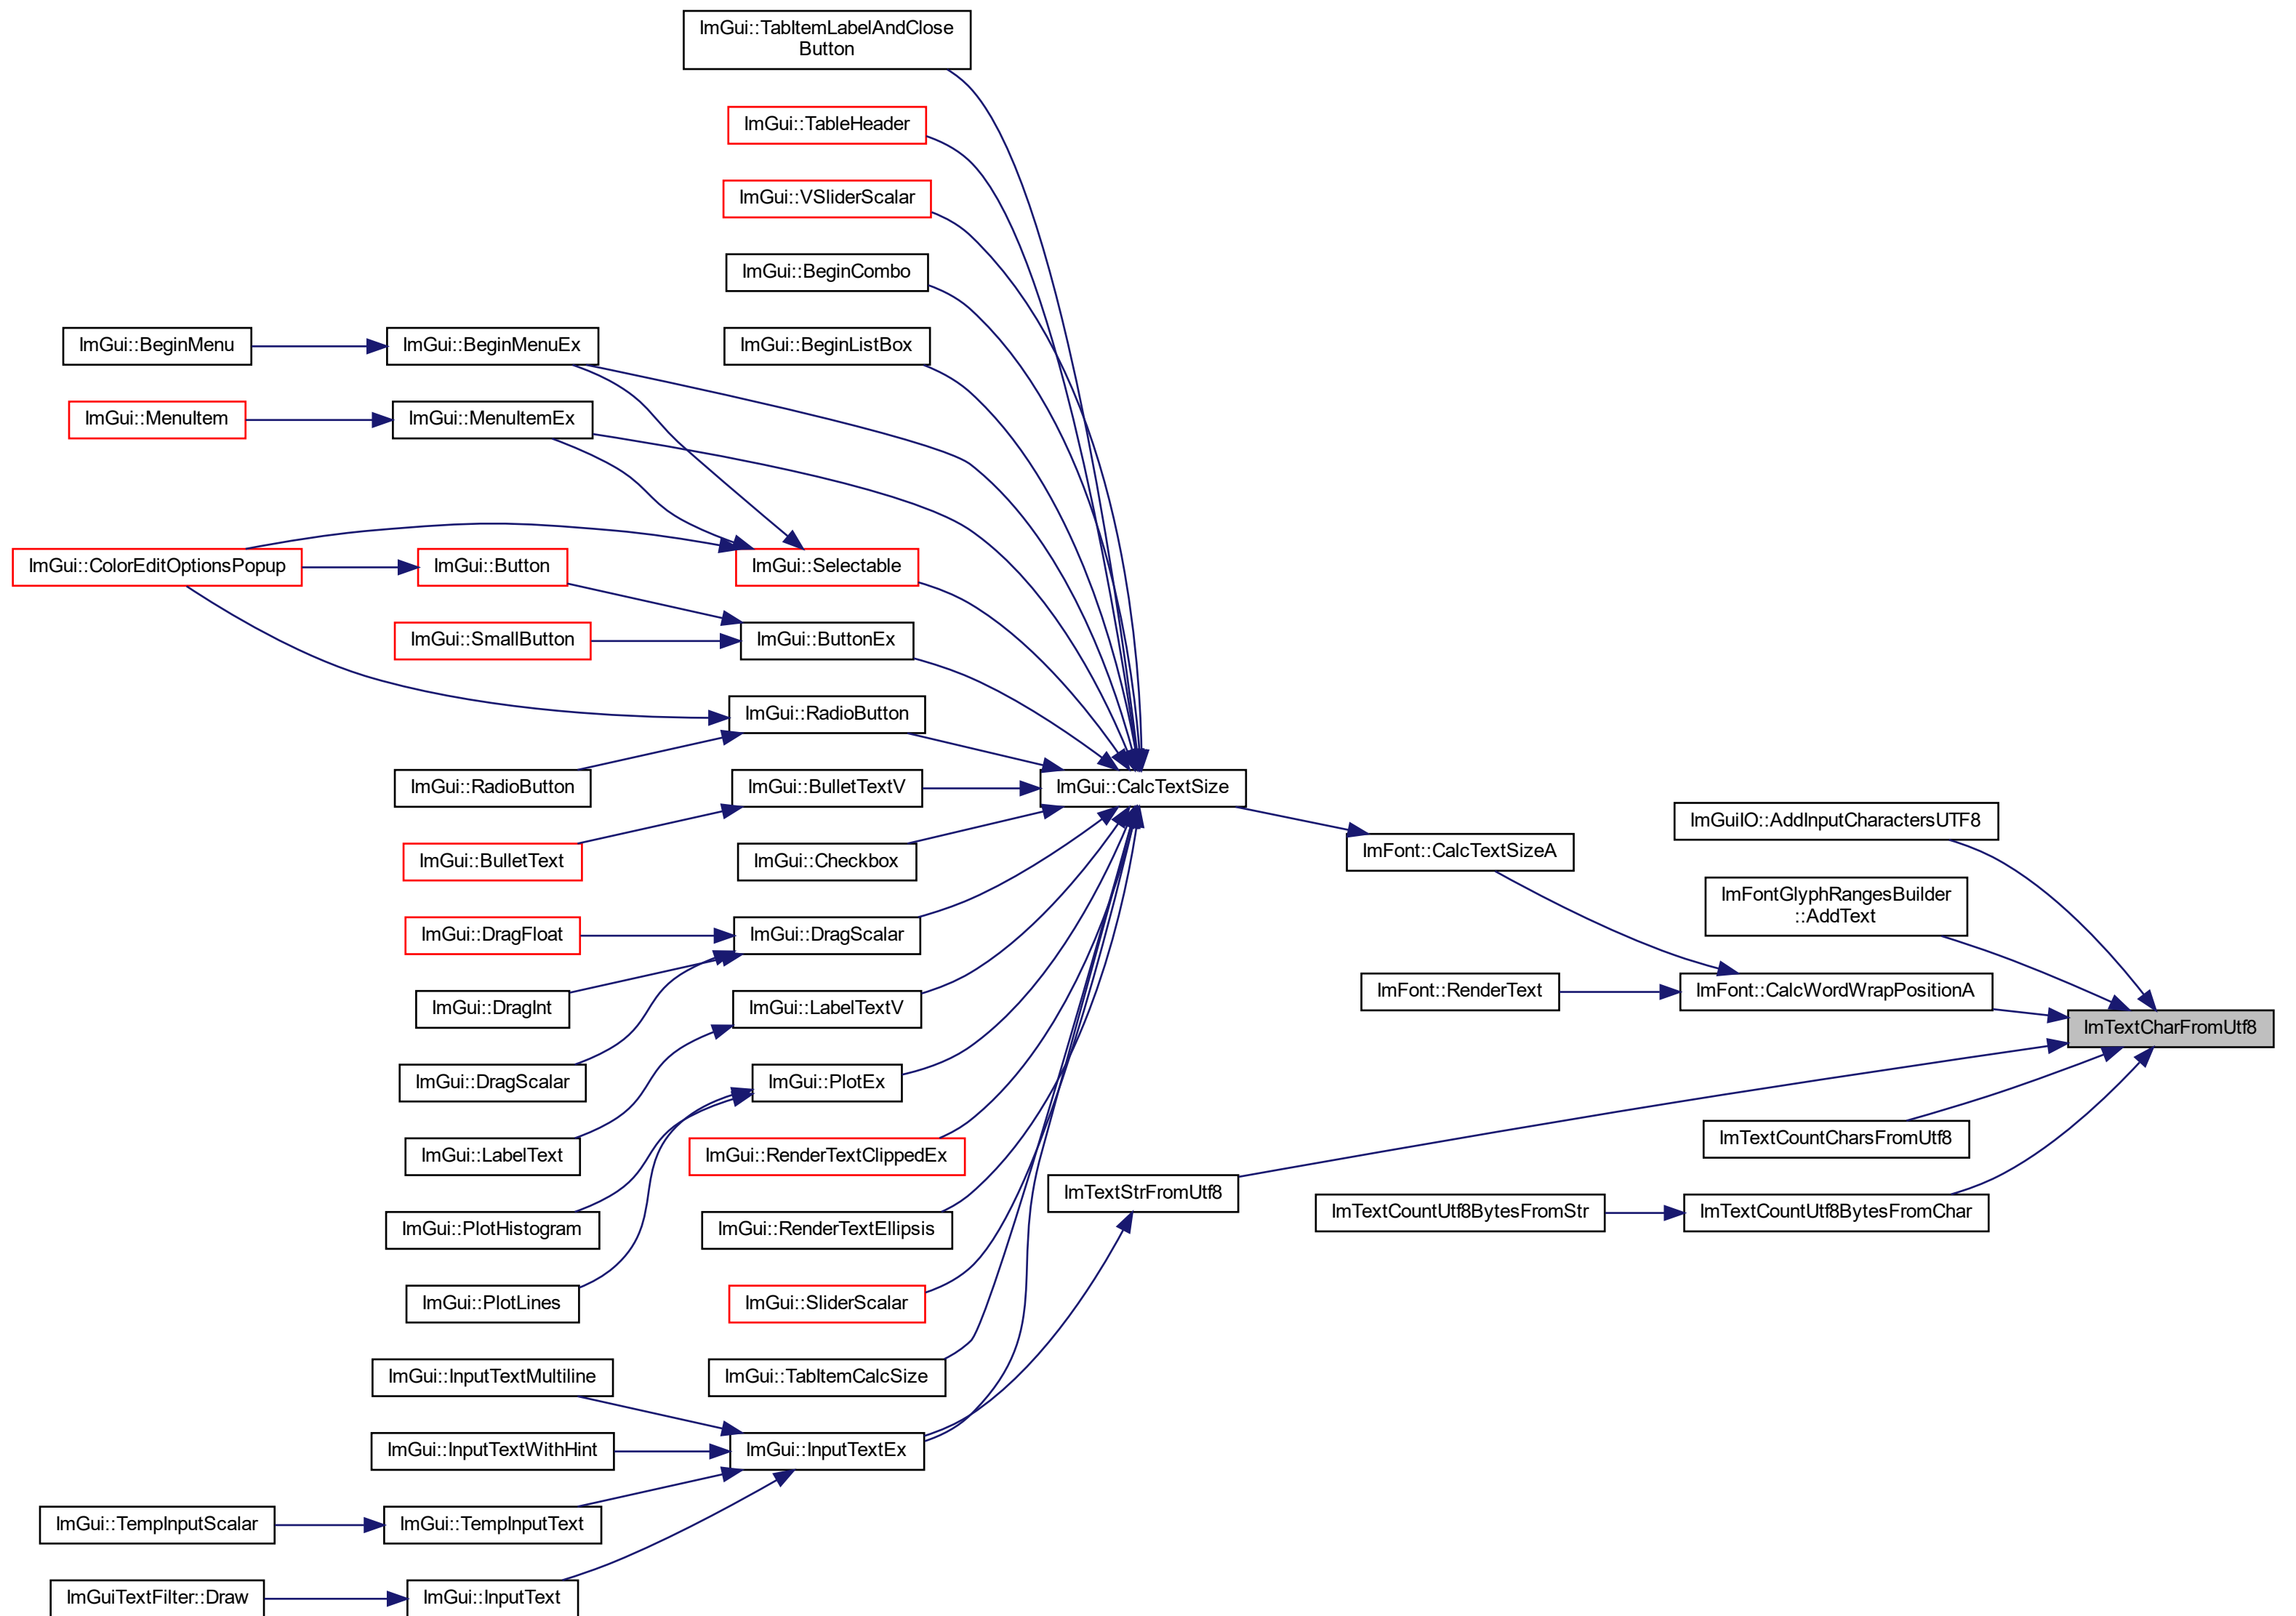 ImGui::TabItemLabelAndClose
Button
ImGui::TableHeader
ImGui::VSliderScalar
ImGui::BeginCombo
ImGui::BeginListBox
ImGui::BeginMenu
ImGui::BeginMenuEx
ImGui::MenuItem
ImGui::MenuItemEx
ImGui::ColorEditOptionsPopup
ImGui::Button
ImGui::Selectable
ImGui::SmallButton
ImGui::ButtonEx
ImGui::RadioButton
ImGui::RadioButton
ImGui::BulletTextV
ImGui::CalcTextSize
ImGui::BulletText
ImGui::Checkbox
ImFont::CalcTextSizeA
ImGuiIO::AddInputCharactersUTF8
ImFontGlyphRangesBuilder
::AddText
ImGui::DragFloat
ImGui::DragScalar
ImFont::RenderText
ImFont::CalcWordWrapPositionA
ImGui::DragInt
ImGui::LabelTextV
ImTextCharFromUtf8
ImGui::DragScalar
ImGui::PlotEx
ImTextCountCharsFromUtf8
ImGui::LabelText
ImGui::RenderTextClippedEx
ImTextStrFromUtf8
ImTextCountUtf8BytesFromStr
ImTextCountUtf8BytesFromChar
ImGui::PlotHistogram
ImGui::RenderTextEllipsis
ImGui::PlotLines
ImGui::SliderScalar
ImGui::InputTextMultiline
ImGui::TabItemCalcSize
ImGui::InputTextWithHint
ImGui::InputTextEx
ImGui::TempInputScalar
ImGui::TempInputText
ImGuiTextFilter::Draw
ImGui::InputText